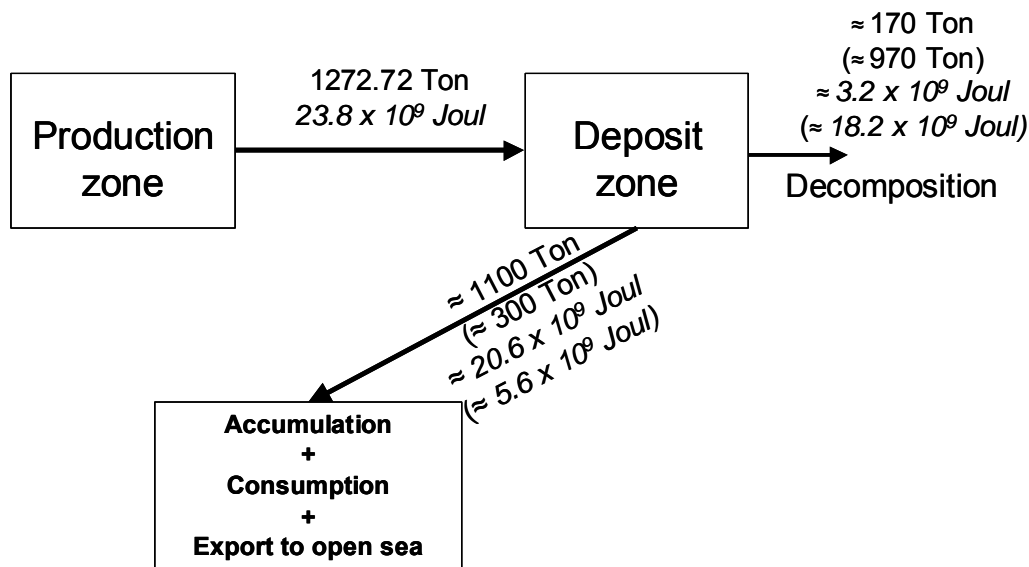 Production
zone
1272.72 Ton
23.8 x 10⁹ Joul
Deposit
zone
≈ 170 Ton
(≈ 970 Ton)
≈ 3.2 x 10⁹ Joul
(≈ 18.2 x 10⁹ Joul)
Decomposition
≈ 1100 Ton
(≈ 300 Ton)
≈ 20.6 x 10⁹ Joul
(≈ 5.6 x 10⁹ Joul)
Accumulation
+
Consumption
+
Export to open sea